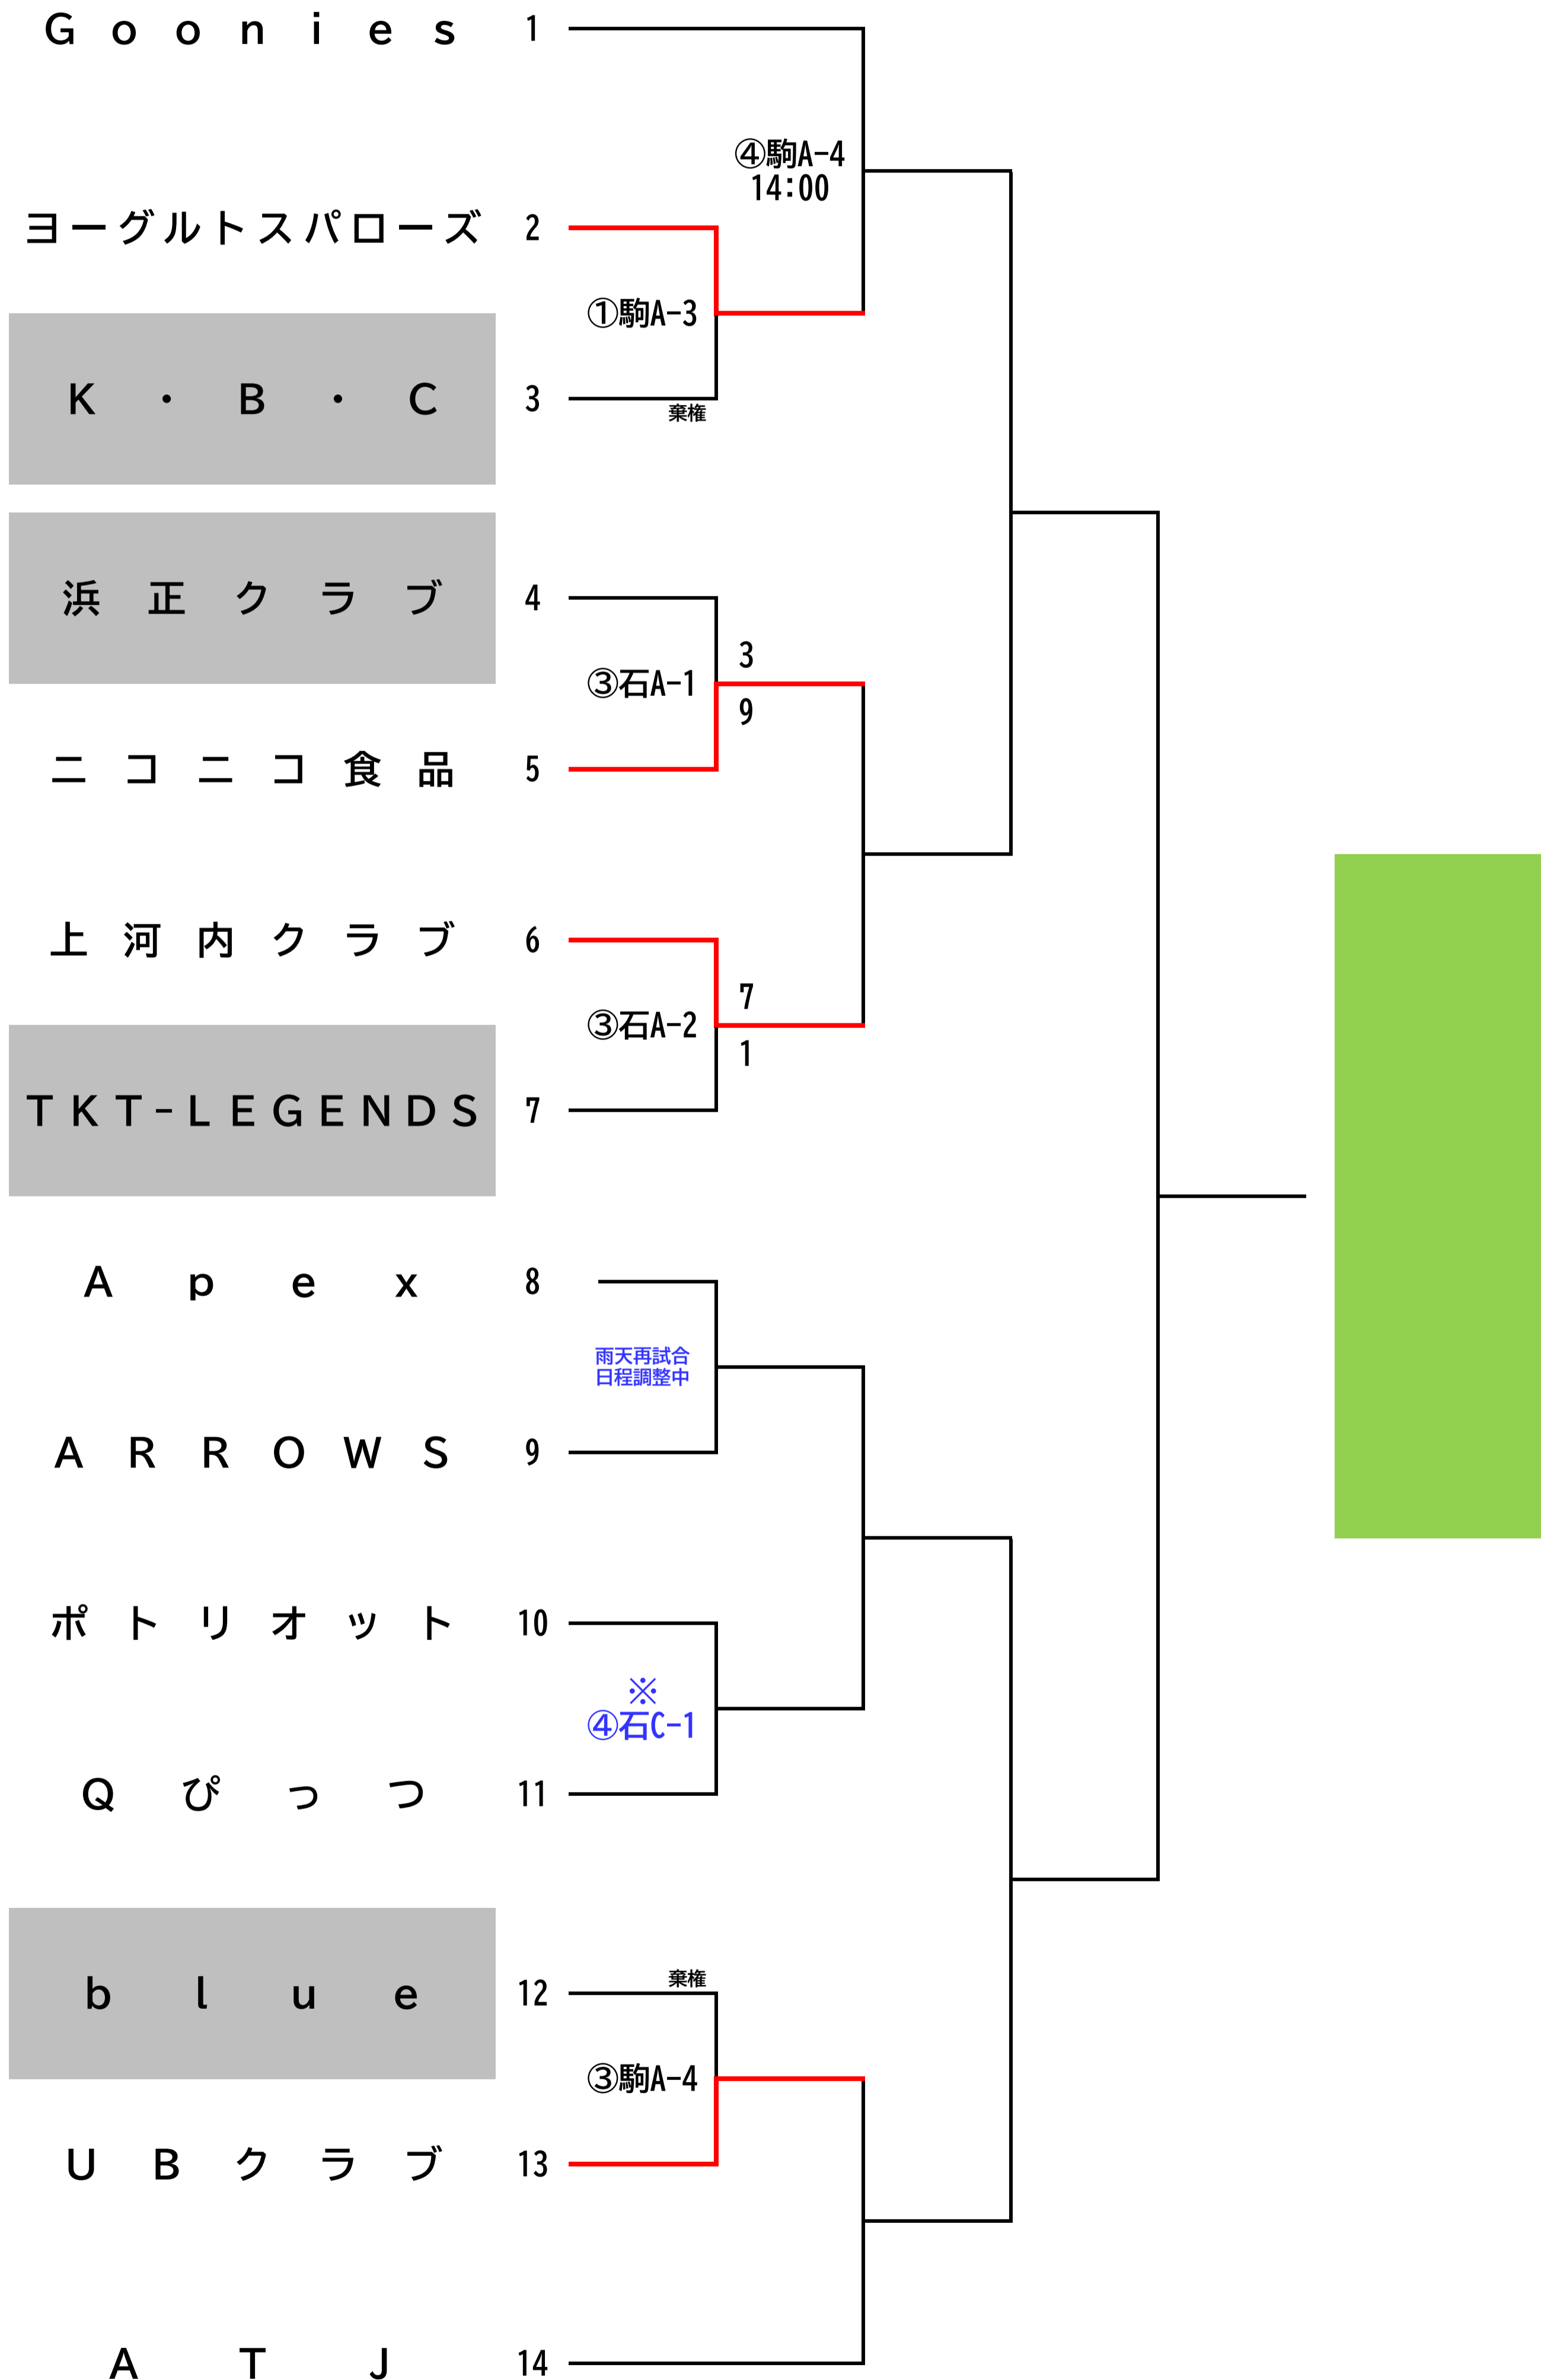 Goonies 1
④駒A-4
14:00
ヨーグルトスパローズ 2
①駒A-3
K・B・C 3
棄権
浜正クラブ 4
3
③石A-1
9
ニコニコ食品 5
上河内クラブ 6
7
③石A-2
1
TKT-LEGENDS 7
Apex 8
雨天再試合
日程調整中
ARROWS 9
ポトリオット 10
※
④石C-1
Qぴっつ 11
棄権
blue 12
③駒A-4
UBクラブ 13
ATJ 14